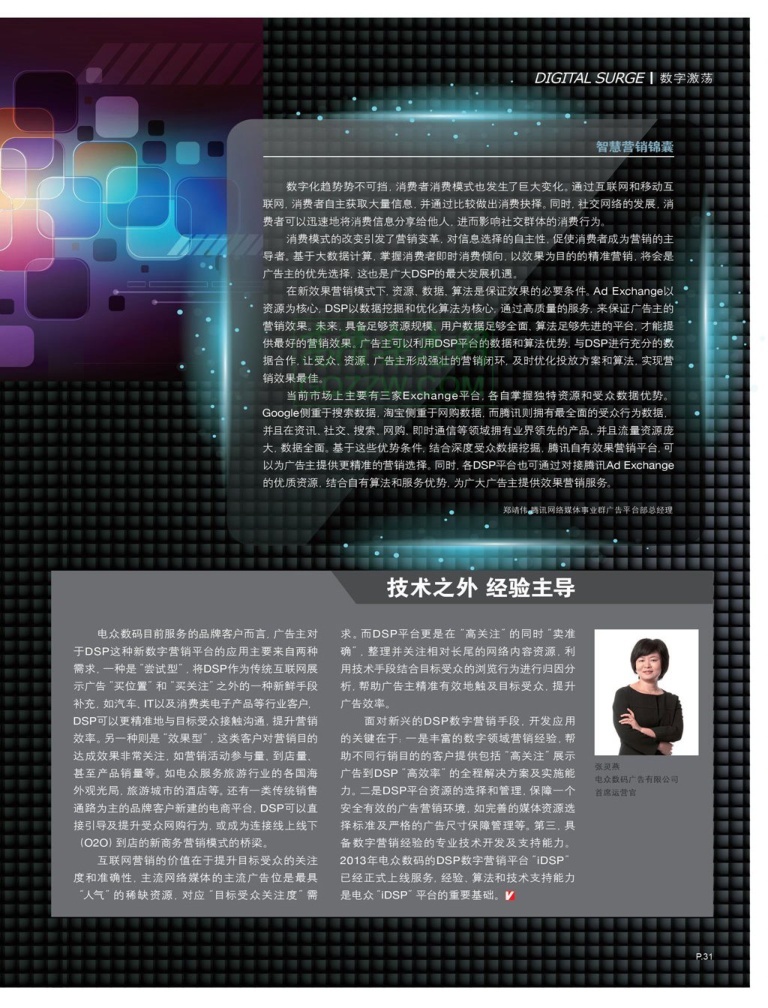 DIGITAL SURGE | 数字激荡
智慧营销锦囊
数字化趋势势不可挡，消费者消费模式也发生了巨大变化。通过互联网和移动互
联网，消费者自主获取大量信息，并通过比较做出消费抉择。同时，社交网络的发展，消
费者可以迅速地将消费信息分享给他人，进而影响社交群体的消费行为。
消费模式的改变引发了营销变革，对信息选择的自主性，促使消费者成为营销的主
导者。基于大数据计算，掌握消费者即时消费倾向，以效果为目的的精准营销，将会是
广告主的优先选择，这也是广大DSP的最大发展机遇。
在新效果营销模式下，资源、数据、算法是保证效果的必要条件。Ad Exchange以
资源为核心，DSP以数据挖掘和优化算法为核心，通过高质量的服务，来保证广告主的
营销效果。未来，具备足够资源规模，用户数据足够全面，算法足够先进的平台，才能提
供最好的营销效果。广告主可以利用DSP平台的数据和算法优势，与DSP进行充分的数
据合作，让受众、资源、广告主形成强壮的营销闭环，及时优化投放方案和算法，实现营
销效果最佳。
当前市场上主要有三家Exchange平台，各自掌握独特资源和受众数据优势。
Google侧重于搜索数据，淘宝侧重于网购数据，而腾讯则拥有最全面的受众行为数据，
并且在资讯、社交、搜索、网购、即时通信等领域拥有业界领先的产品，并且流量资源庞
大，数据全面。基于这些优势条件，结合深度受众数据挖掘，腾讯自有效果营销平台，可
以为广告主提供更精准的营销选择。同时，各DSP平台也可通过对接腾讯Ad Exchange
的优质资源，结合自有算法和服务优势，为广大广告主提供效果营销服务。
郑靖伟 腾讯网络媒体事业群广告平台部总经理
技术之外 经验主导
电众数码目前服务的品牌客户而言，广告主对
于DSP这种新数字营销平台的应用主要来自两种
需求，一种是“尝试型”，将DSP作为传统互联网展
示广告“买位置”和“买关注”之外的一种新鲜手段
补充，如汽车、IT以及消费类电子产品等行业客户，
DSP可以更精准地与目标受众接触沟通，提升营销
效率。另一种则是“效果型”，这类客户对营销目的
达成效果非常关注，如营销活动参与量、到店量、
甚至产品销量等。如电众服务旅游行业的各国海
外观光局，旅游城市的酒店等。还有一类传统销售
通路为主的品牌客户新建的电商平台，DSP可以直
接引导及提升受众网购行为，或成为连接线上线下
（O2O）到店的新商务营销模式的桥梁。
互联网营销的价值在于提升目标受众的关注
度和准确性，主流网络媒体的主流广告位是最具
“人气”的稀缺资源，对应“目标受众关注度”需
求。而DSP平台更是在“高关注”的同时“卖准
确”，整理并关注相对长尾的网络内容资源，利
用技术手段结合目标受众的浏览行为进行归因分
析，帮助广告主精准有效地触及目标受众，提升
广告效率。
面对新兴的DSP数字营销手段，开发应用
的关键在于：一是丰富的数字领域营销经验，帮
助不同行销目的的客户提供包括“高关注”展示
广告到DSP“高效率”的全程解决方案及实施能
力。二是DSP平台资源的选择和管理，保障一个
安全有效的广告营销环境，如完善的媒体资源选
择标准及严格的广告尺寸保障管理等。第三，具
备数字营销经验的专业技术开发及支持能力。
2013年电众数码的DSP数字营销平台“iDSP”
已经正式上线服务，经验、算法和技术支持能力
是电众“iDSP”平台的重要基础。
张灵燕
电众数码广告有限公司
首席运营官
P.31